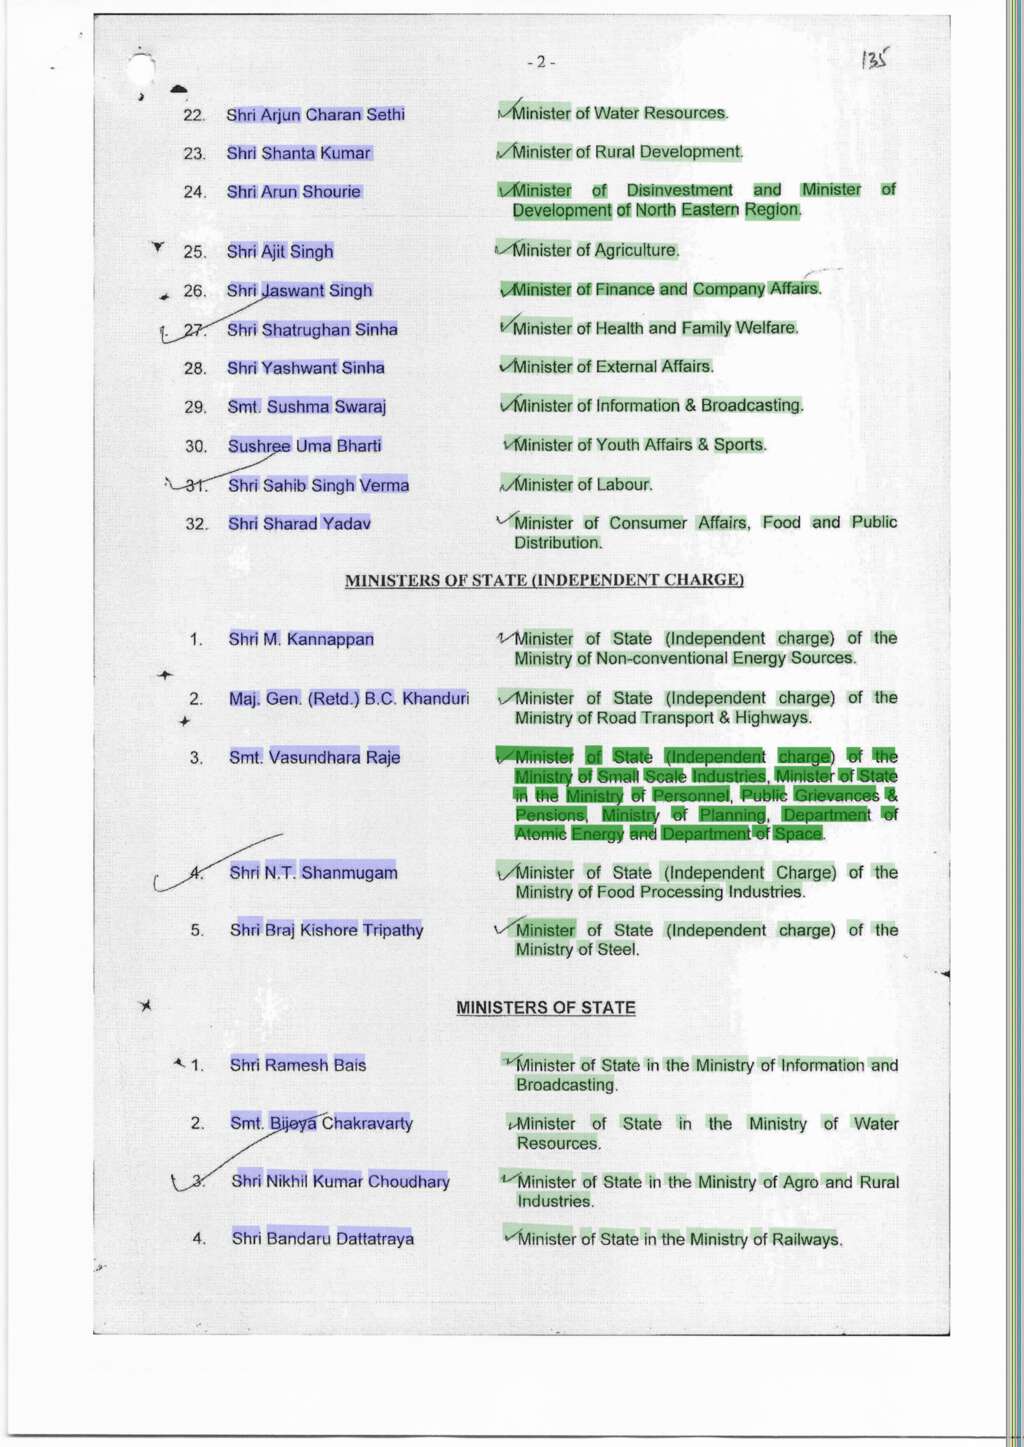 - 2 -
135
22. Shri Arjun Charan Sethi Minister of Water Resources.
23. Shri Shanta Kumar Minister of Rural Development.
24. Shri Arun Shourie Minister of Disinvestment and Minister of
Development of North Eastern Region.
25. Shri Ajit Singh Minister of Agriculture.
26. Shri Jaswant Singh Minister of Finance and Company Affairs.
27. Shri Shatrughan Sinha Minister of Health and Family Welfare.
28. Shri Yashwant Sinha Minister of External Affairs.
29. Smt. Sushma Swaraj Minister of Information & Broadcasting.
30. Sushree Uma Bharti Minister of Youth Affairs & Sports.
31. Shri Sahib Singh Verma Minister of Labour.
32. Shri Sharad Yadav Minister of Consumer Affairs, Food and Public
Distribution.
MINISTERS OF STATE (INDEPENDENT CHARGE)
1. Shri M. Kannappan Minister of State (Independent charge) of the
Ministry of Non-conventional Energy Sources.
2. Maj. Gen. (Retd.) B.C. Khanduri Minister of State (Independent charge) of the
Ministry of Road Transport & Highways.
3. Smt. Vasundhara Raje Minister of State (Independent charge) of the
Ministry of Small Scale Industries, Minister of State
in the Ministry of Personnel, Public Grievances &
Pensions, Ministry of Planning, Department of
Atomic Energy and Department of Space.
4. Shri N.T. Shanmugam Minister of State (Independent Charge) of the
Ministry of Food Processing Industries.
5. Shri Braj Kishore Tripathy Minister of State (Independent charge) of the
Ministry of Steel.
MINISTERS OF STATE
1. Shri Ramesh Bais Minister of State in the Ministry of Information and
Broadcasting.
2. Smt. Bijoya Chakravarty Minister of State in the Ministry of Water
Resources.
3. Shri Nikhil Kumar Choudhary Minister of State in the Ministry of Agro and Rural
Industries.
4. Shri Bandaru Dattatraya Minister of State in the Ministry of Railways.